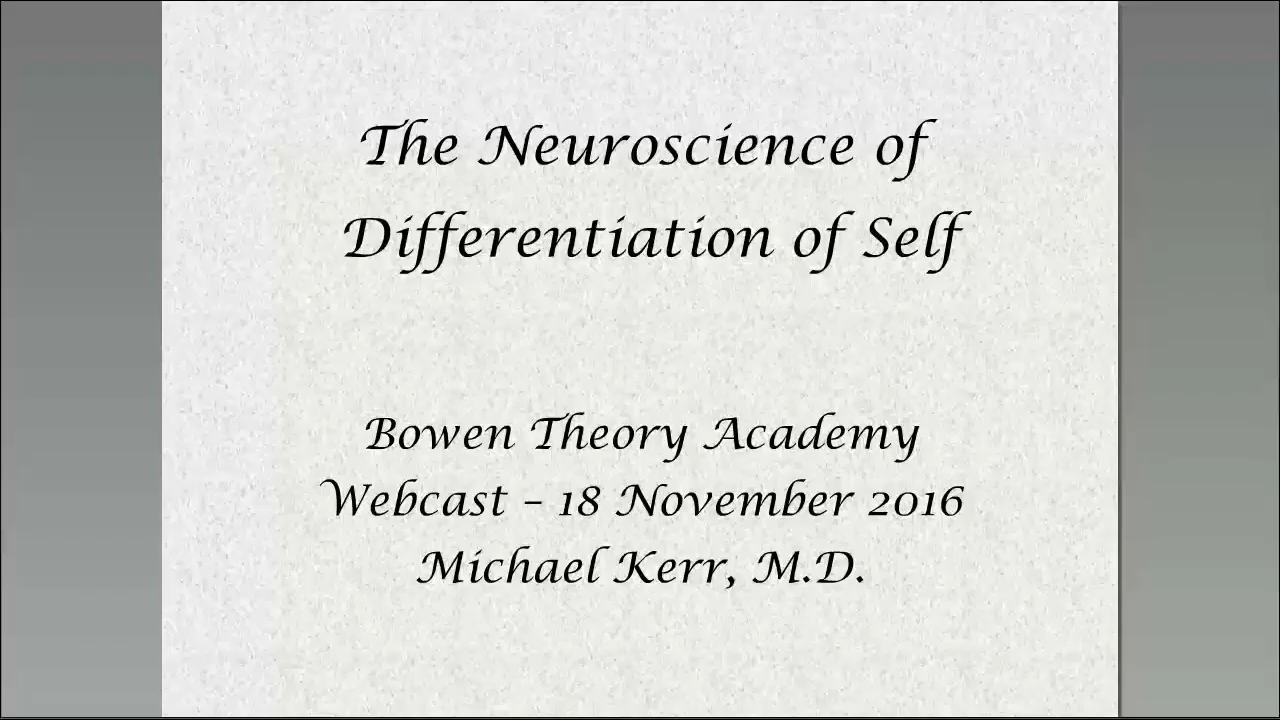 The Neuroscience of
Differentiation of Self
Bowen Theory Academy
Webcast – 18 November 2016
Michael Kerr, M.D.